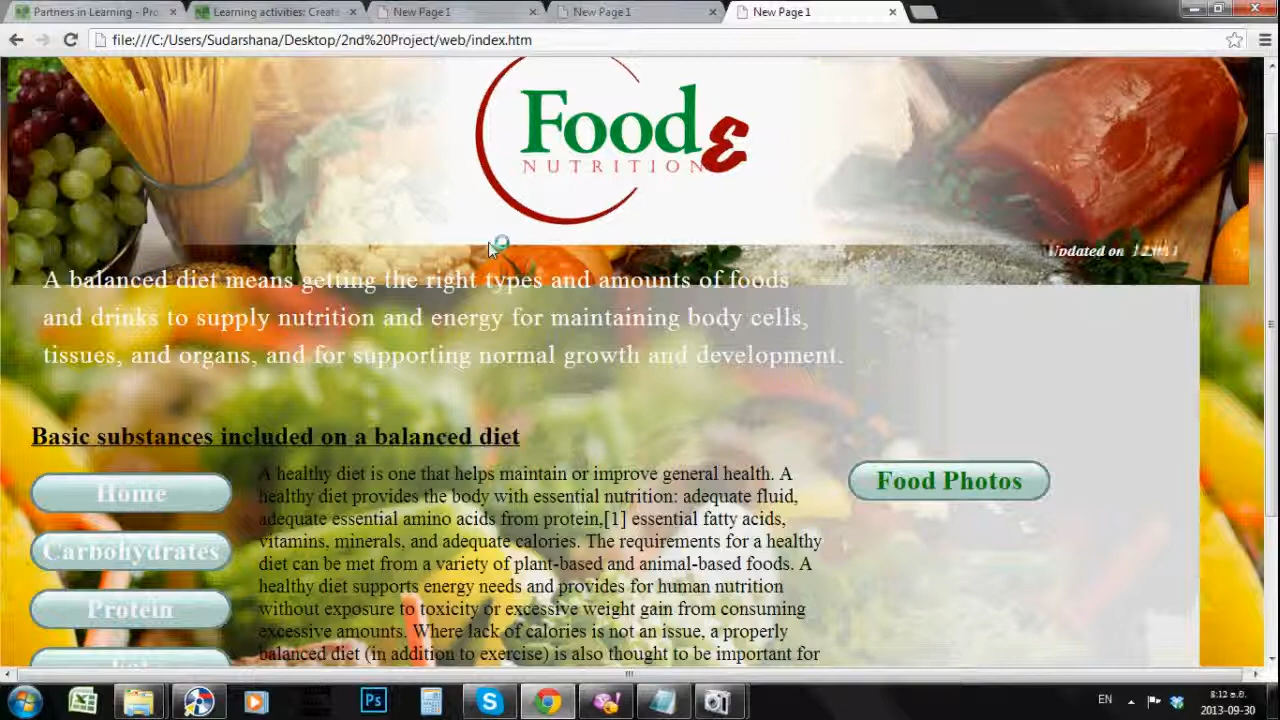 Partners in Learning - Pro
Learning activities: Create
New Page 1
New Page 1
New Page 1
file:///C:/Users/Sudarshana/Desktop/2nd%20Project/web/index.htm
Food &
NUTRITION
Updated on
A balanced diet means getting the right types and amounts of foods
and drinks to supply nutrition and energy for maintaining body cells,
tissues, and organs, and for supporting normal growth and development.
Basic substances included on a balanced diet
Home
Carbohydrates
Protein
A healthy diet is one that helps maintain or improve general health. A
healthy diet provides the body with essential nutrition: adequate fluid,
adequate essential amino acids from protein,[1] essential fatty acids,
vitamins, minerals, and adequate calories. The requirements for a healthy
diet can be met from a variety of plant-based and animal-based foods. A
healthy diet supports energy needs and provides for human nutrition
without exposure to toxicity or excessive weight gain from consuming
excessive amounts. Where lack of calories is not an issue, a properly
balanced diet (in addition to exercise) is also thought to be important for
Food Photos
Ps
EN
8:12
2013-09-30